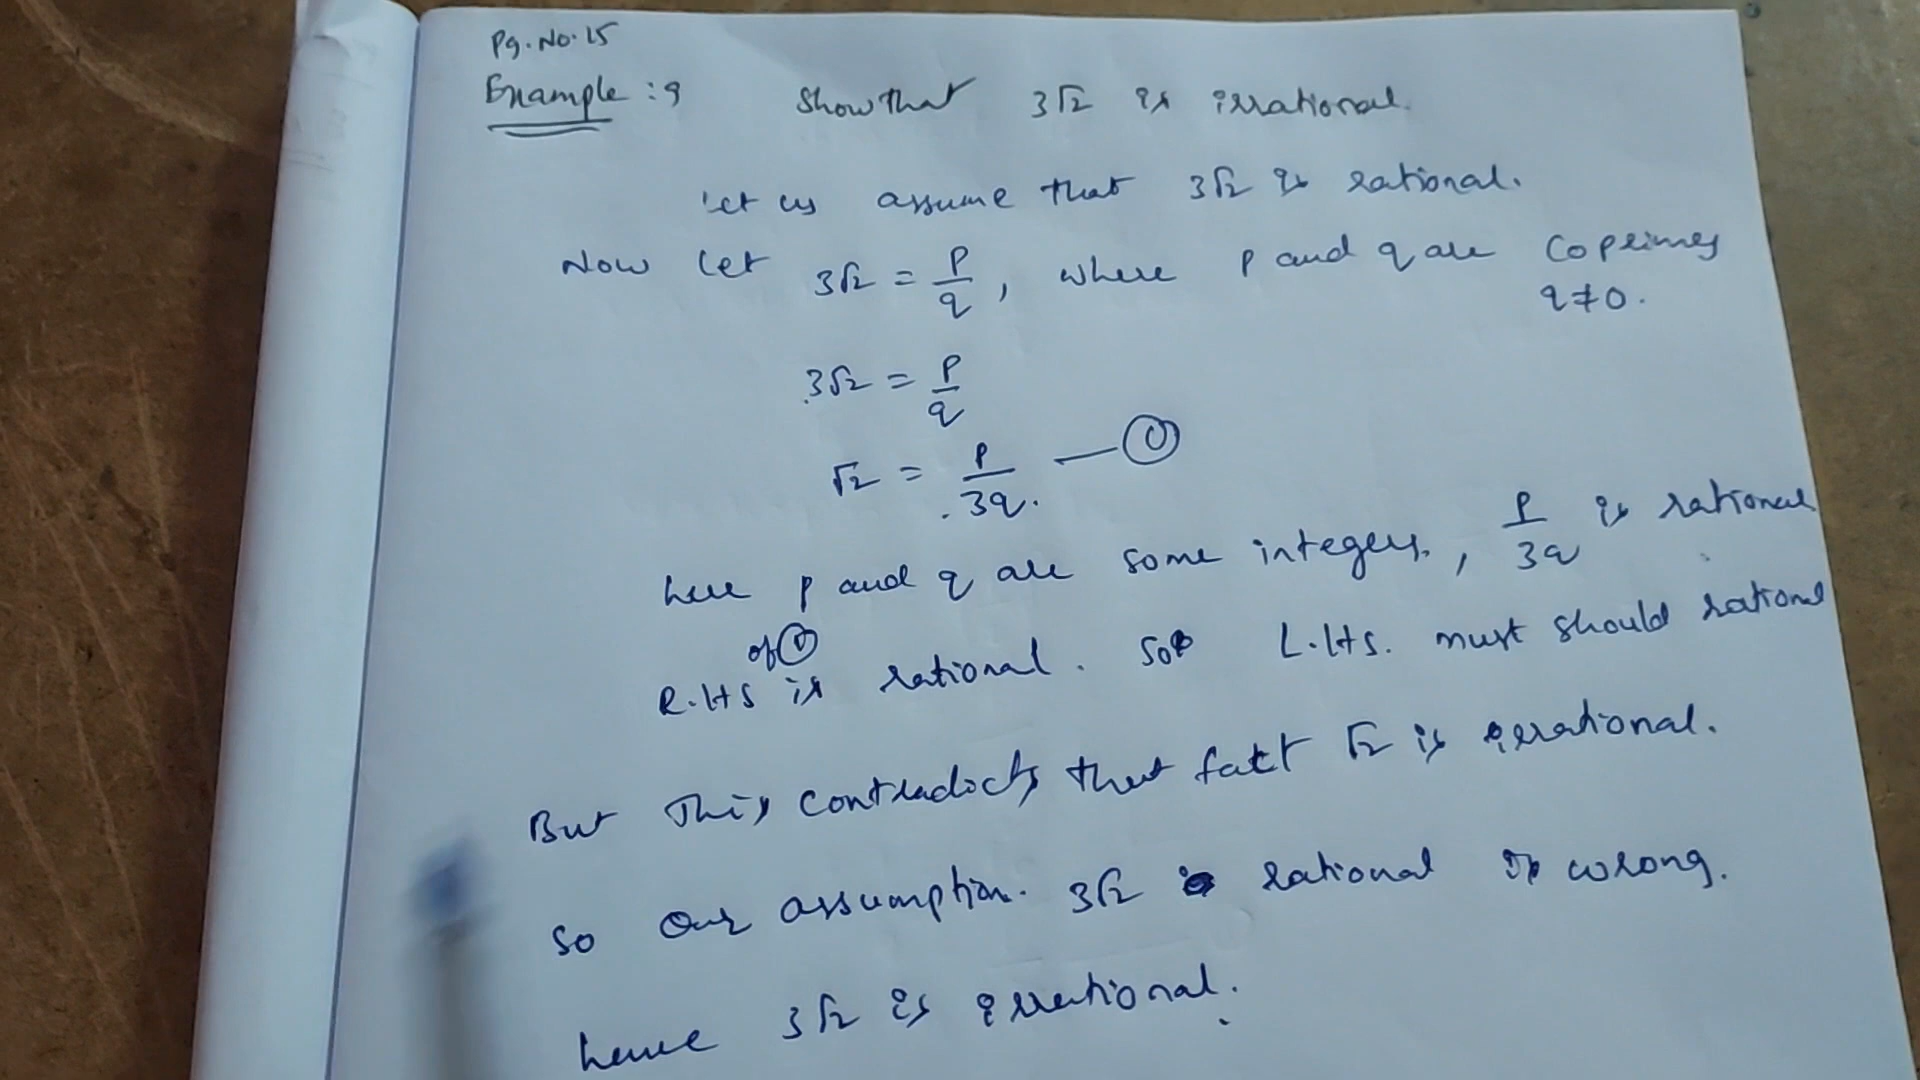 Pg. No. 15
Example : 9 Show that 3√2 is irrational.
Let us assume that 3√2 is rational.
Now let 3√2 = p/q, where p and q are coprimes
q ≠ 0.
3√2 = p/q
√2 = p/3q. — ①
here p and q are some integers, p/3q is rational
of ①
R.H.S is rational. So L.H.S. must should rational
But This contradicts that fact √2 is irrational.
So our assumption. 3√2 is rational is wrong.
hence 3√2 is irrational.